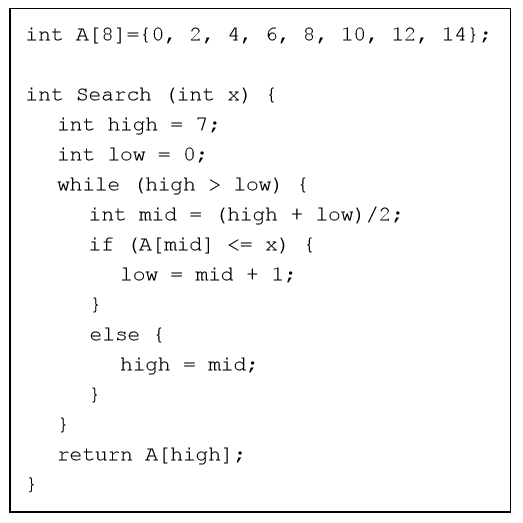 int A[8]={0, 2, 4, 6, 8, 10, 12, 14};
int Search (int x) {
int high = 7;
int low = 0;
while (high > low) {
int mid = (high + low)/2;
if (A[mid] <= x) {
low = mid + 1;
}
else {
high = mid;
}
}
return A[high];
}